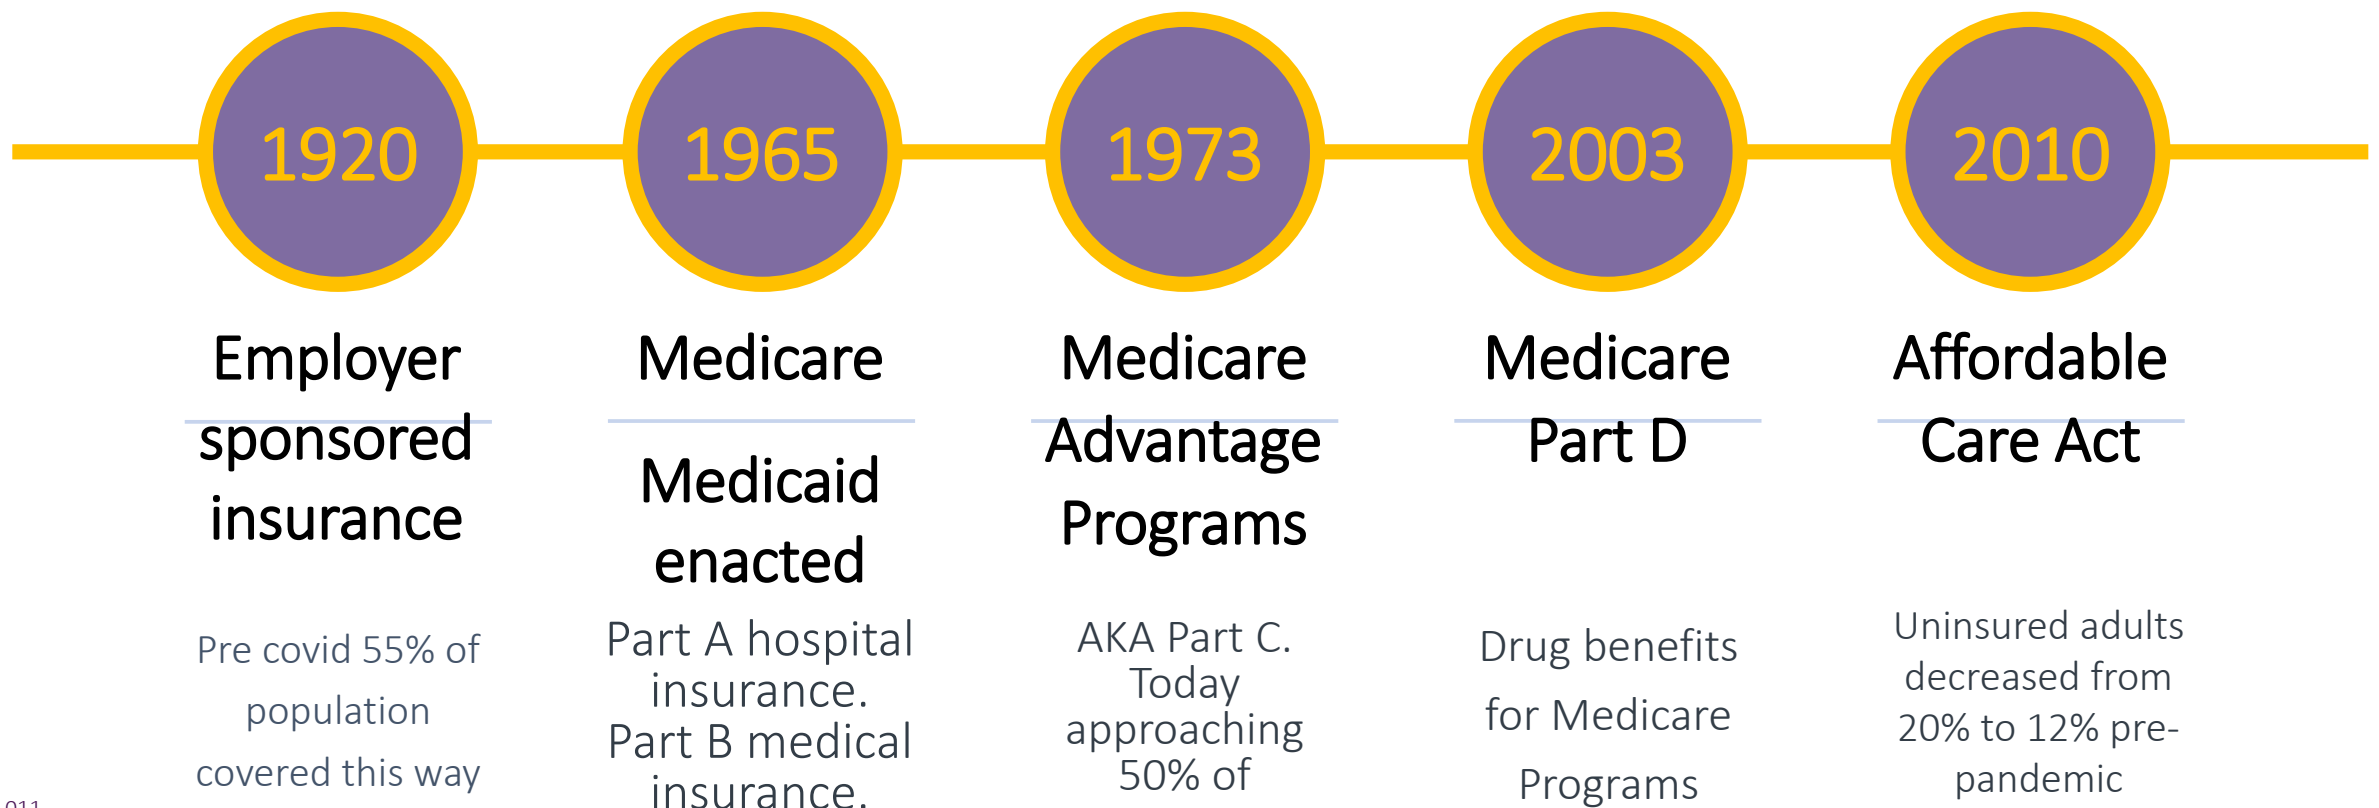 1920
Employer
sponsored
insurance
Pre covid 55% of
population
covered this way
1965
Medicare
Medicaid
enacted
Part A hospital
insurance.
Part B medical
insurance.
1973
Medicare
Advantage
Programs
AKA Part C.
Today
approaching
50% of
2003
Medicare
Part D
Drug benefits
for Medicare
Programs
2010
Affordable
Care Act
Uninsured adults
decreased from
20% to 12% pre-
pandemic